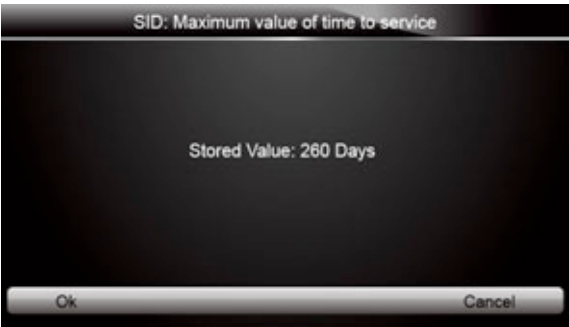 SID: Maximum value of time to service
Stored Value: 260 Days
Ok
Cancel